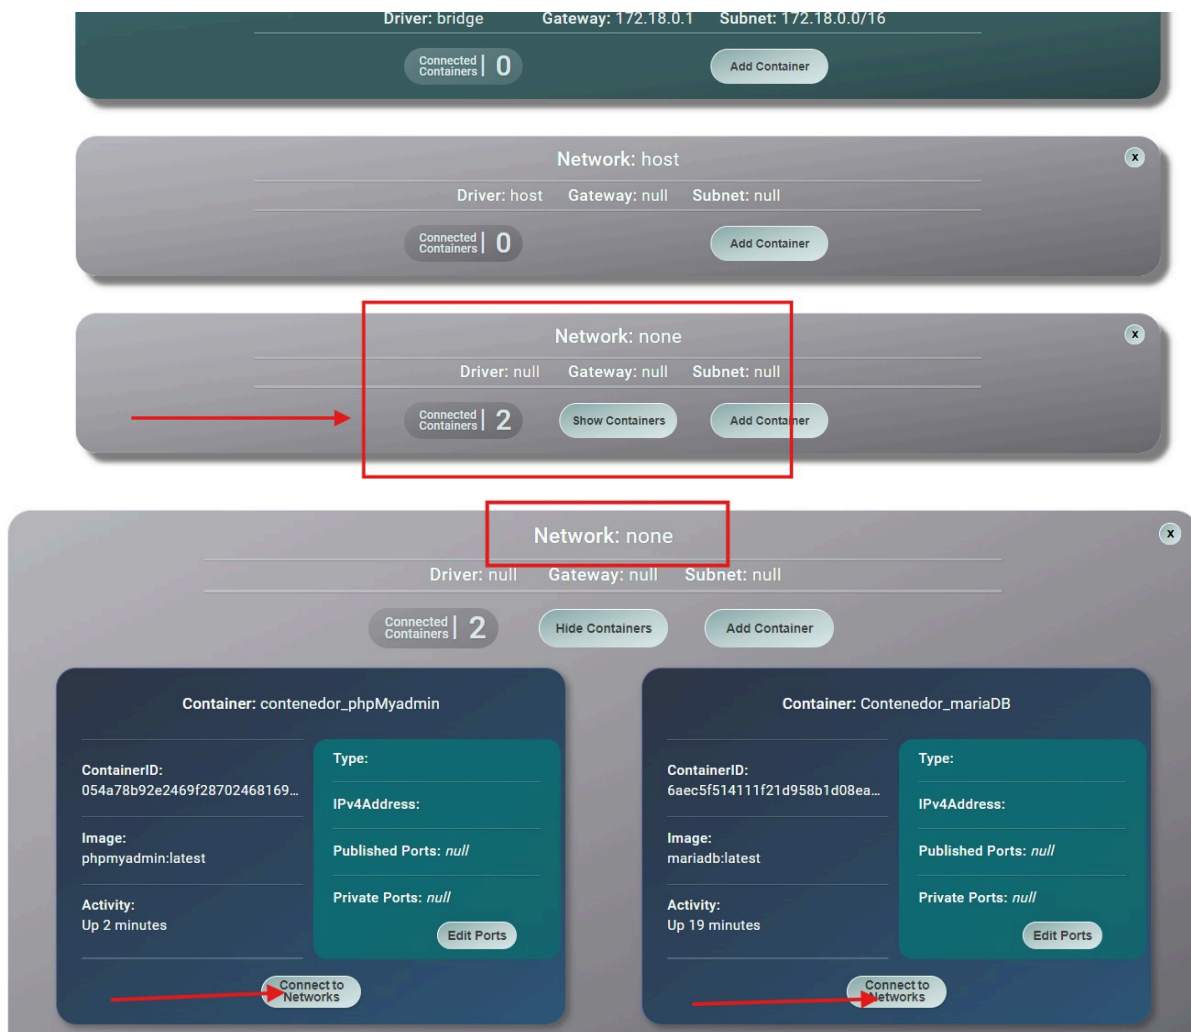 Driver: bridge Gateway: 172.18.0.1 Subnet: 172.18.0.0/16
Connected Containers | 0 Add Container
Network: host
x
Driver: host Gateway: null Subnet: null
Connected Containers | 0 Add Container
Network: none
x
Driver: null Gateway: null Subnet: null
Connected Containers | 2 Show Containers Add Container
Network: none
x
Driver: null Gateway: null Subnet: null
Connected Containers | 2 Hide Containers Add Container
Container: contenedor_phpMyadmin
ContainerID:
054a78b92e2469f28702468169...
Image:
phpmyadmin:latest
Activity:
Up 2 minutes
Type:
IPv4Address:
Published Ports: null
Private Ports: null
Edit Ports
Connect to
Networks
Container: Contenedor_mariaDB
ContainerID:
6aec5f514111f21d958b1d08ea...
Image:
mariadb:latest
Activity:
Up 19 minutes
Type:
IPv4Address:
Published Ports: null
Private Ports: null
Edit Ports
Connect to
Networks